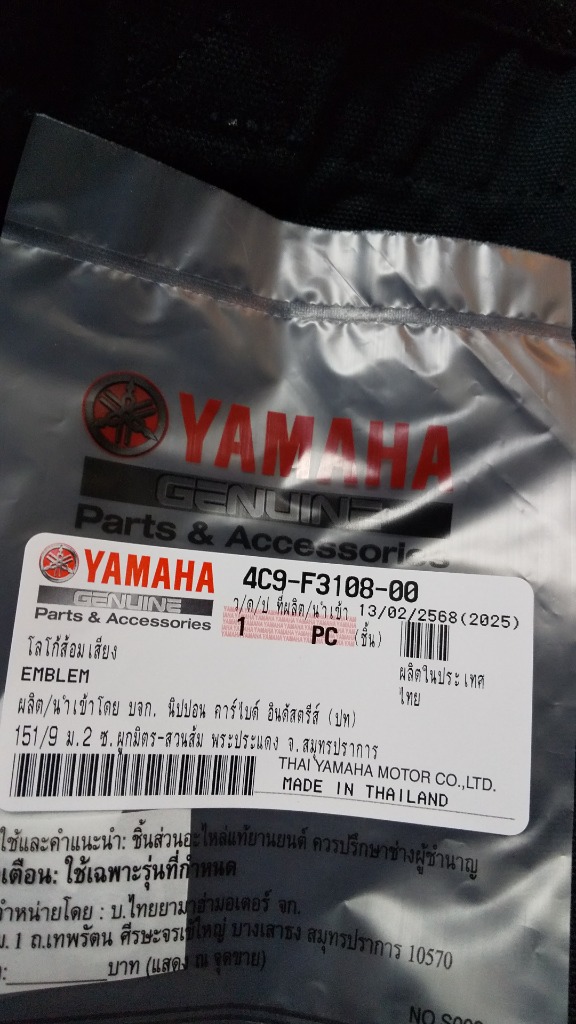 YAMAHA
GENUINE
Parts & Accessories
YAMAHA
GENUINE
Parts & Accessories
4C9-F3108-00
ว/ด/ป ที่ผลิต/นำเข้า 13/02/2568(2025)
1 PC (ชิ้น)
โลโก้ส้อมเสียง
EMBLEM
ผลิตในประเทศ
ไทย
ผลิต/นำเข้าโดย บจก. นิปปอน คาร์ไบด์ อินดัสตรีส์ (ปท)
151/9 ม.2 ซ.ผูกมิตร-สวนส้ม พระประแดง จ.สมุทรปราการ
THAI YAMAHA MOTOR CO.,LTD.
MADE IN THAILAND
ใช้และคำแนะนำ: ชิ้นส่วนอะไหล่แท้ยานยนต์ ควรปรึกษาช่างผู้ชำนาญ
เตือน: ใช้เฉพาะรุ่นที่กำหนด
จำหน่ายโดย : บ.ไทยยามาฮ่ามอเตอร์ จก.
ม.1 ถ.เทพรัตน ศีรษะจรเข้ใหญ่ บางเสาธง สมุทรปราการ 10570
บาท (แสดง ณ จุดขาย)